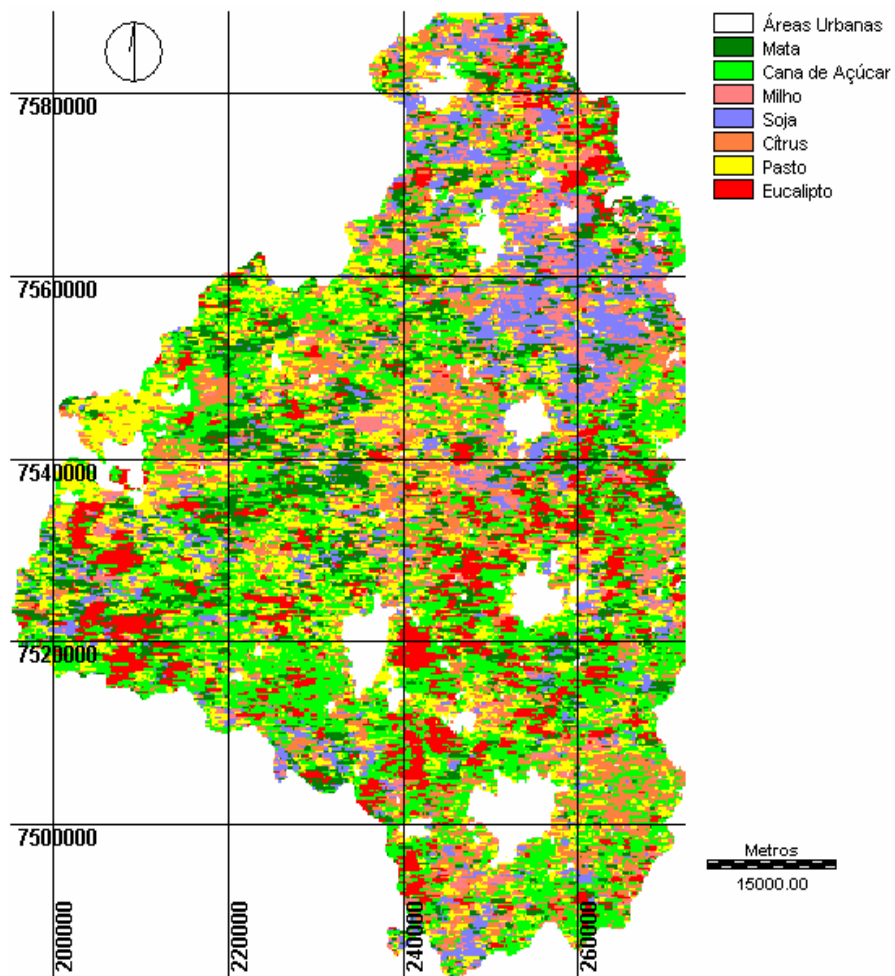 Áreas Urbanas
Mata
Cana de Açúcar
Milho
Soja
Cîtrus
Pasto
Eucalipto
7580000
7560000
7540000
7520000
7500000
Metros
15000.00
200000
220000
240000
260000